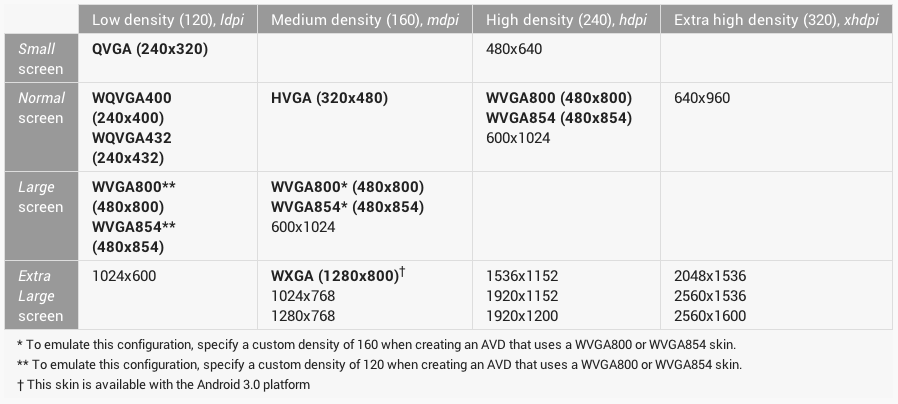 Low density (120), ldpi
Medium density (160), mdpi
High density (240), hdpi
Extra high density (320), xhdpi
Small
screen
QVGA (240x320)
480x640
Normal
screen
WQVGA400
(240x400)
WQVGA432
(240x432)
HVGA (320x480)
WVGA800 (480x800)
WVGA854 (480x854)
600x1024
640x960
Large
screen
WVGA800**
(480x800)
WVGA854**
(480x854)
WVGA800* (480x800)
WVGA854* (480x854)
600x1024
Extra
Large
screen
1024x600
WXGA (1280x800)†
1024x768
1280x768
1536x1152
1920x1152
1920x1200
2048x1536
2560x1536
2560x1600
* To emulate this configuration, specify a custom density of 160 when creating an AVD that uses a WVGA800 or WVGA854 skin.
** To emulate this configuration, specify a custom density of 120 when creating an AVD that uses a WVGA800 or WVGA854 skin.
† This skin is available with the Android 3.0 platform